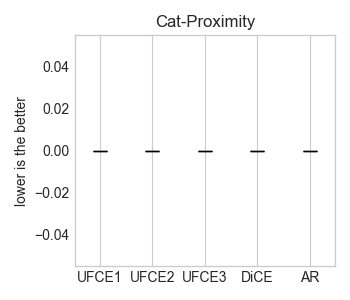 Cat-Proximity
lower is the better
0.04
0.02
0.00
−0.02
−0.04
UFCE1 UFCE2 UFCE3 DiCE AR